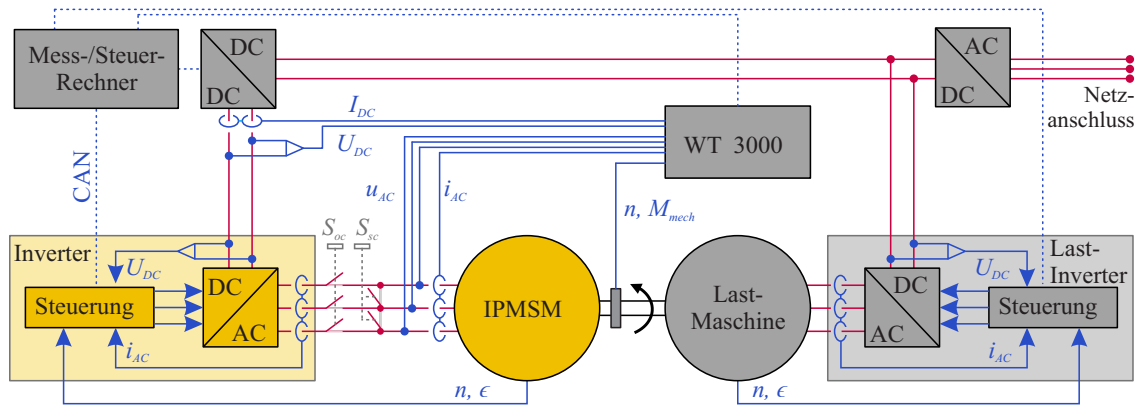 Mess-/Steuer-
Rechner
DC
DC
AC
DC
Netz-
anschluss
I_DC
U_DC
WT 3000
CAN
u_AC
i_AC
n, M_mech
S_oc
S_sc
Inverter
U_DC
Steuerung
DC
AC
i_AC
n, ϵ
IPMSM
Last-
Maschine
Last-
Inverter
U_DC
DC
AC
Steuerung
i_AC
n, ϵ